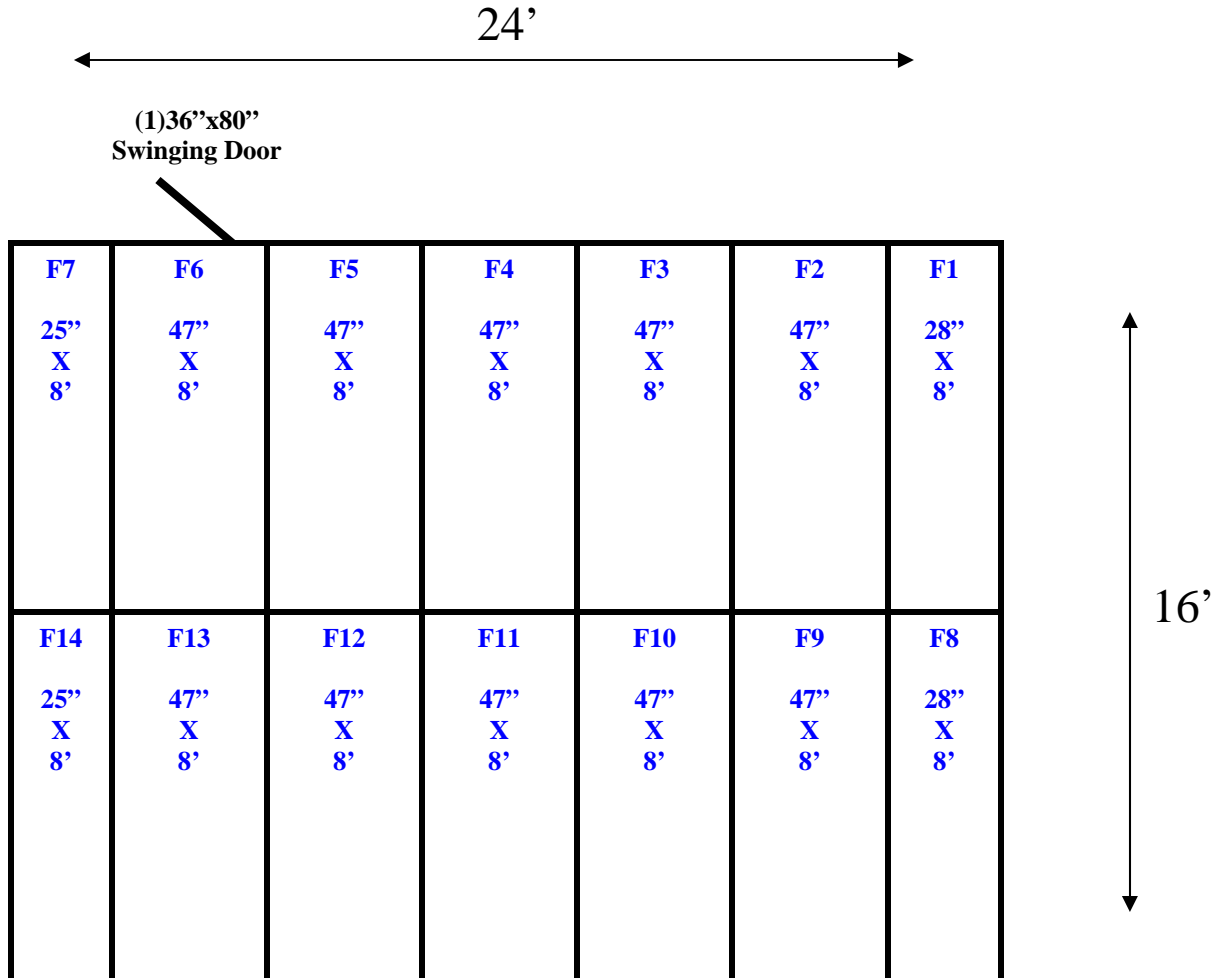 24’
(1)36”x80”
Swinging Door
F7 F6 F5 F4 F3 F2 F1
25” 47” 47” 47” 47” 47” 28”
X X X X X X X
8’ 8’ 8’ 8’ 8’ 8’ 8’
16’
F14 F13 F12 F11 F10 F9 F8
25” 47” 47” 47” 47” 47” 28”
X X X X X X X
8’ 8’ 8’ 8’ 8’ 8’ 8’